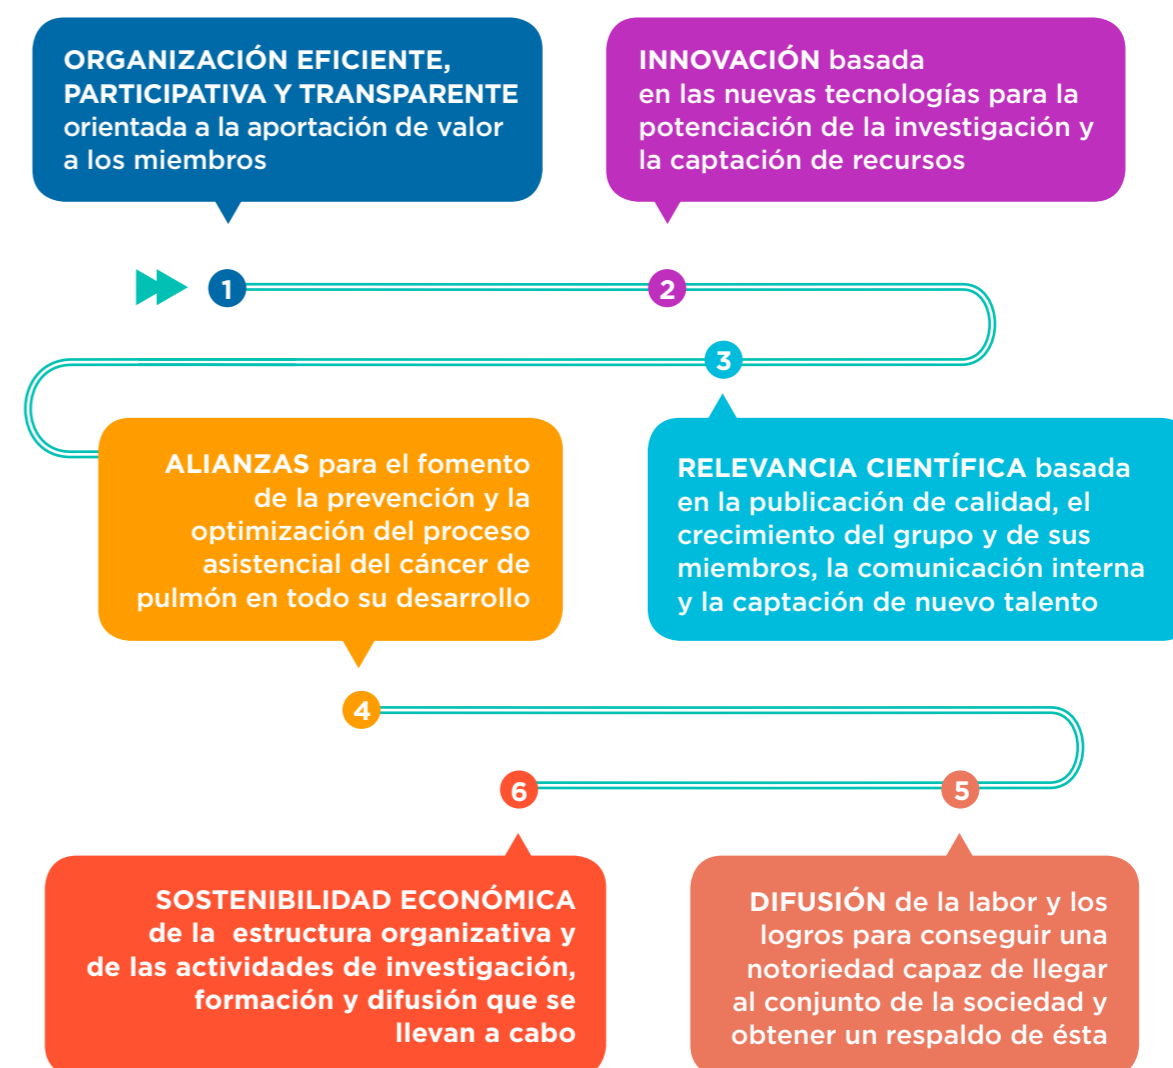 ORGANIZACIÓN EFICIENTE,
PARTICIPATIVA Y TRANSPARENTE
orientada a la aportación de valor
a los miembros
INNOVACIÓN basada
en las nuevas tecnologías para la
potenciación de la investigación y
la captación de recursos
1
2
3
RELEVANCIA CIENTÍFICA basada
en la publicación de calidad, el
crecimiento del grupo y de sus
miembros, la comunicación interna
y la captación de nuevo talento
ALIANZAS para el fomento
de la prevención y la
optimización del proceso
asistencial del cáncer de
pulmón en todo su desarrollo
4
5
DIFUSIÓN de la labor y los
logros para conseguir una
notoriedad capaz de llegar
al conjunto de la sociedad y
obtener un respaldo de ésta
6
SOSTENIBILIDAD ECONÓMICA
de la estructura organizativa y
de las actividades de investigación,
formación y difusión que se
llevan a cabo